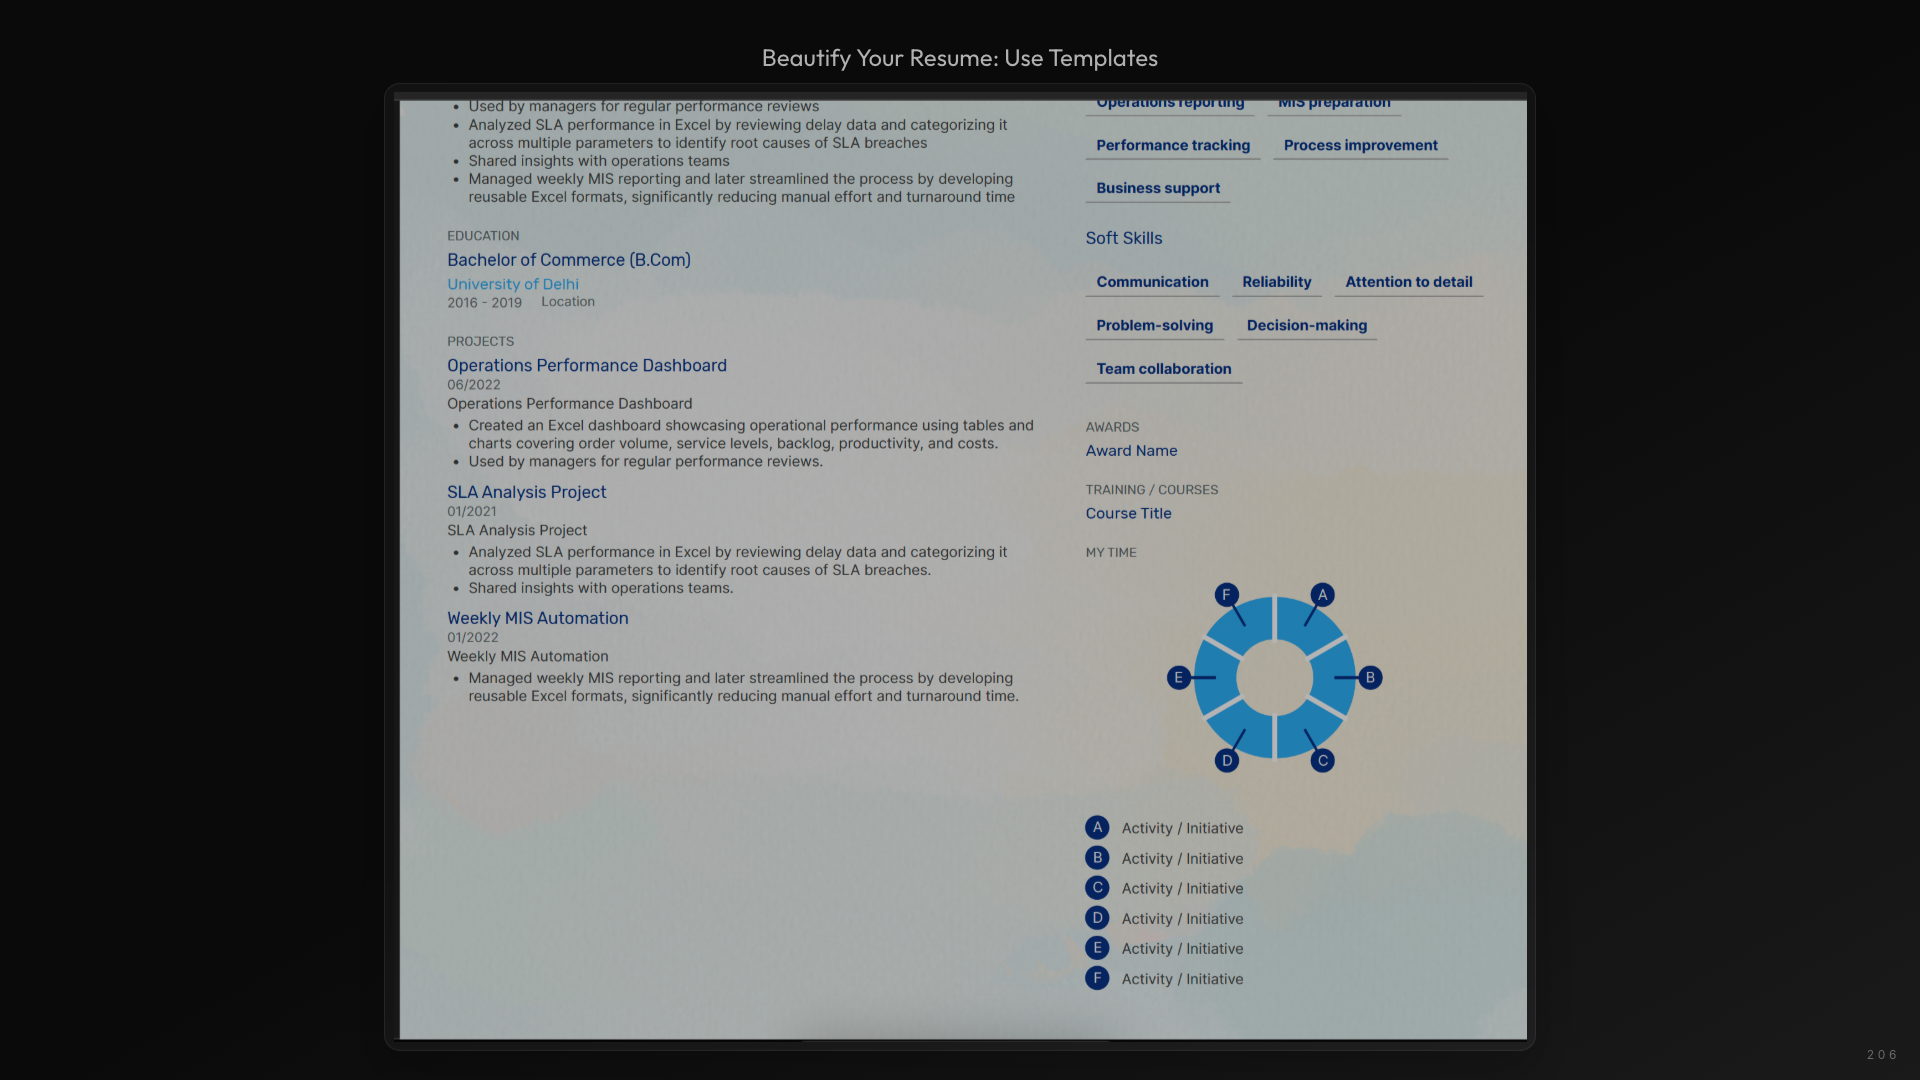 Beautify Your Resume: Use Templates
• Used by managers for regular performance reviews
• Analyzed SLA performance in Excel by reviewing delay data and categorizing it
across multiple parameters to identify root causes of SLA breaches
• Shared insights with operations teams
• Managed weekly MIS reporting and later streamlined the process by developing
reusable Excel formats, significantly reducing manual effort and turnaround time
EDUCATION
Bachelor of Commerce (B.Com)
University of Delhi
2016 - 2019 Location
PROJECTS
Operations Performance Dashboard
06/2022
Operations Performance Dashboard
• Created an Excel dashboard showcasing operational performance using tables and
charts covering order volume, service levels, backlog, productivity, and costs.
• Used by managers for regular performance reviews.
SLA Analysis Project
01/2021
SLA Analysis Project
• Analyzed SLA performance in Excel by reviewing delay data and categorizing it
across multiple parameters to identify root causes of SLA breaches.
• Shared insights with operations teams.
Weekly MIS Automation
01/2022
Weekly MIS Automation
• Managed weekly MIS reporting and later streamlined the process by developing
reusable Excel formats, significantly reducing manual effort and turnaround time.
Operations reporting MIS preparation
Performance tracking Process improvement
Business support
Soft Skills
Communication Reliability Attention to detail
Problem-solving Decision-making
Team collaboration
AWARDS
Award Name
TRAINING / COURSES
Course Title
MY TIME
F A
E B
D C
A Activity / Initiative
B Activity / Initiative
C Activity / Initiative
D Activity / Initiative
E Activity / Initiative
F Activity / Initiative
206